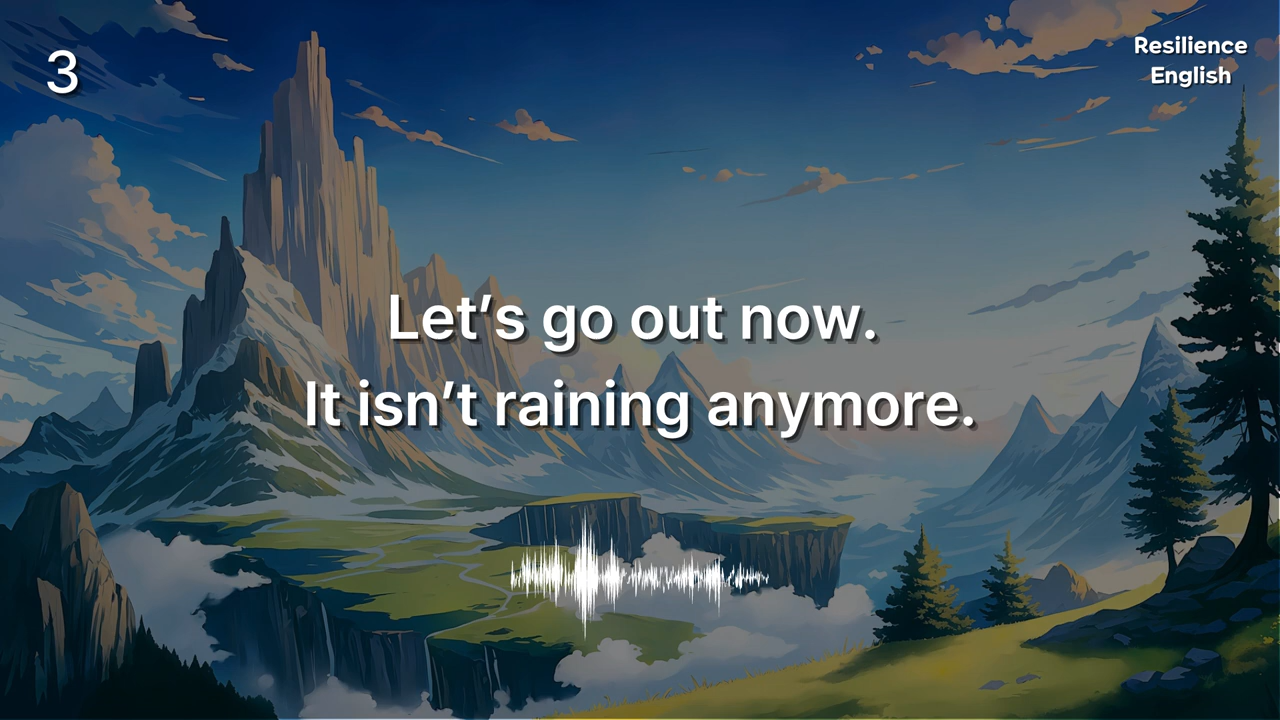 3
Resilience
English
Let’s go out now.
It isn’t raining anymore.